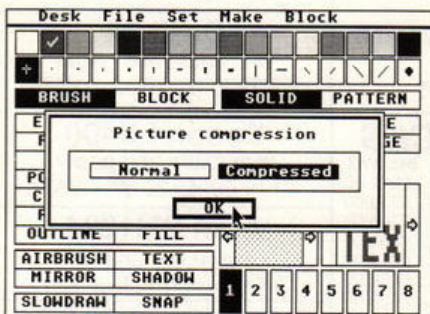 Desk File Set Make Block
BRUSH BLOCK SOLID PATTERN
Picture compression
Normal Compressed
OK
OUTLINE FILL
TEX
AIRBRUSH TEXT
MIRROR SHADOW
1 2 3 4 5 6 7 8
SLOWDRAW SNAP